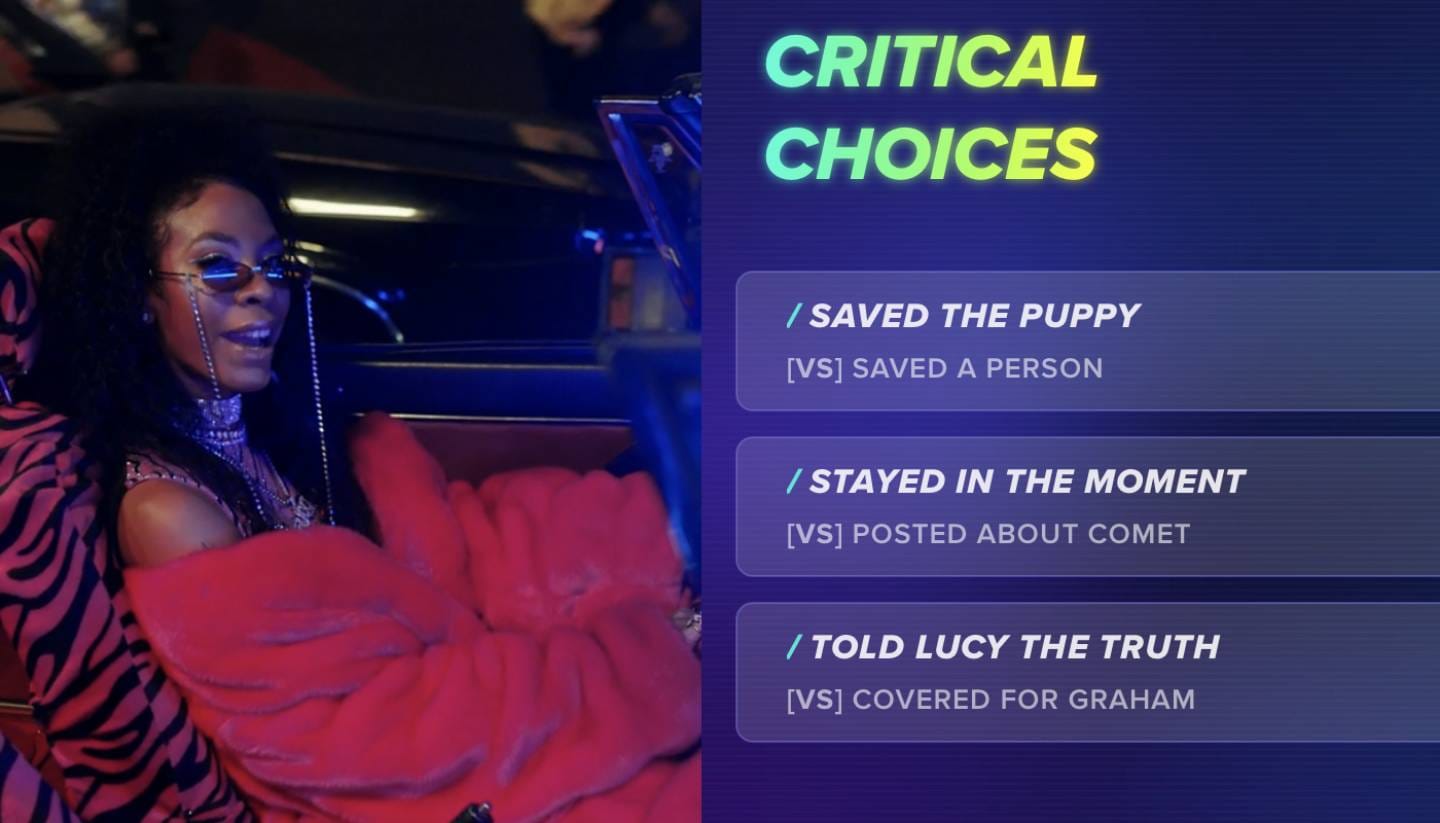 CRITICAL
CHOICES
/ SAVED THE PUPPY
[VS] SAVED A PERSON
/ STAYED IN THE MOMENT
[VS] POSTED ABOUT COMET
/ TOLD LUCY THE TRUTH
[VS] COVERED FOR GRAHAM